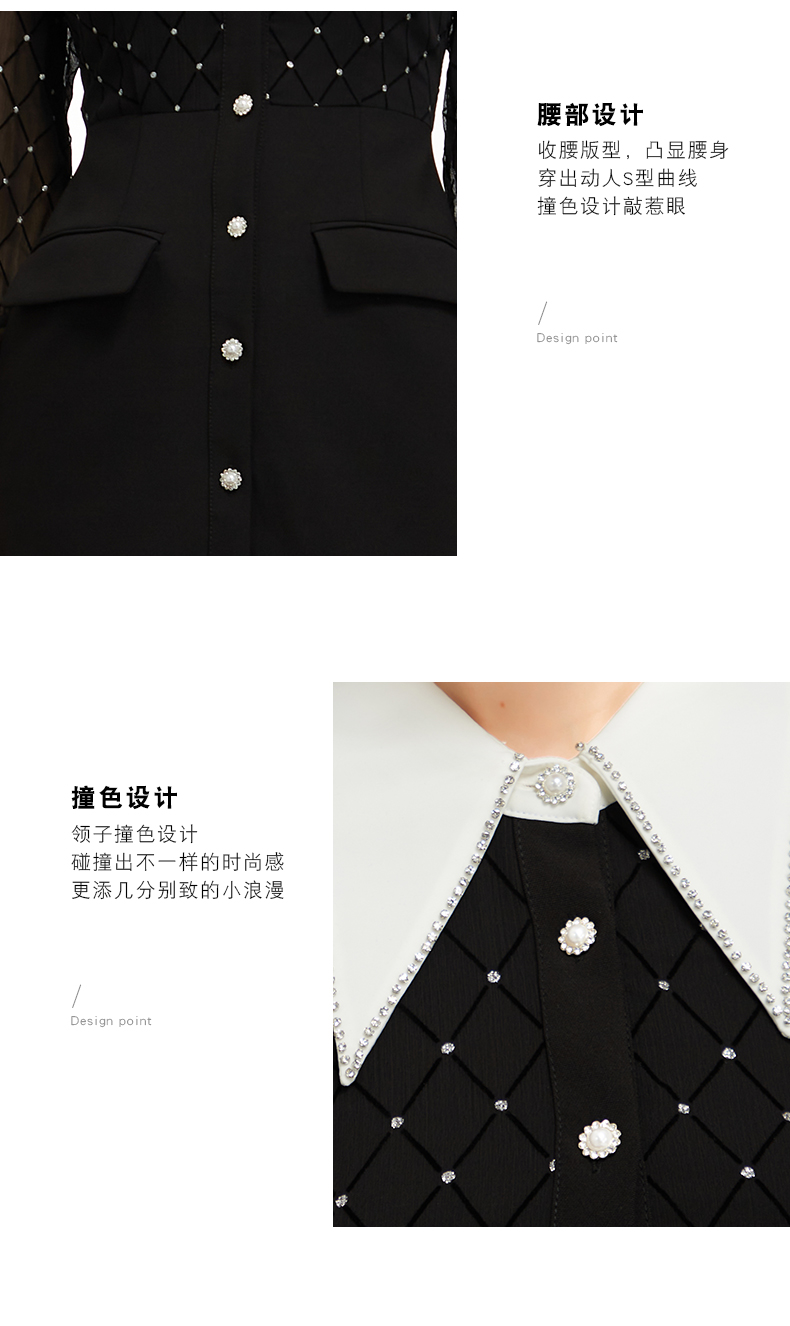 腰部设计
收腰版型，凸显腰身
穿出动人S型曲线
撞色设计敲惹眼
/
Design point
撞色设计
领子撞色设计
碰撞出不一样的时尚感
更添几分别致的小浪漫
/
Design point